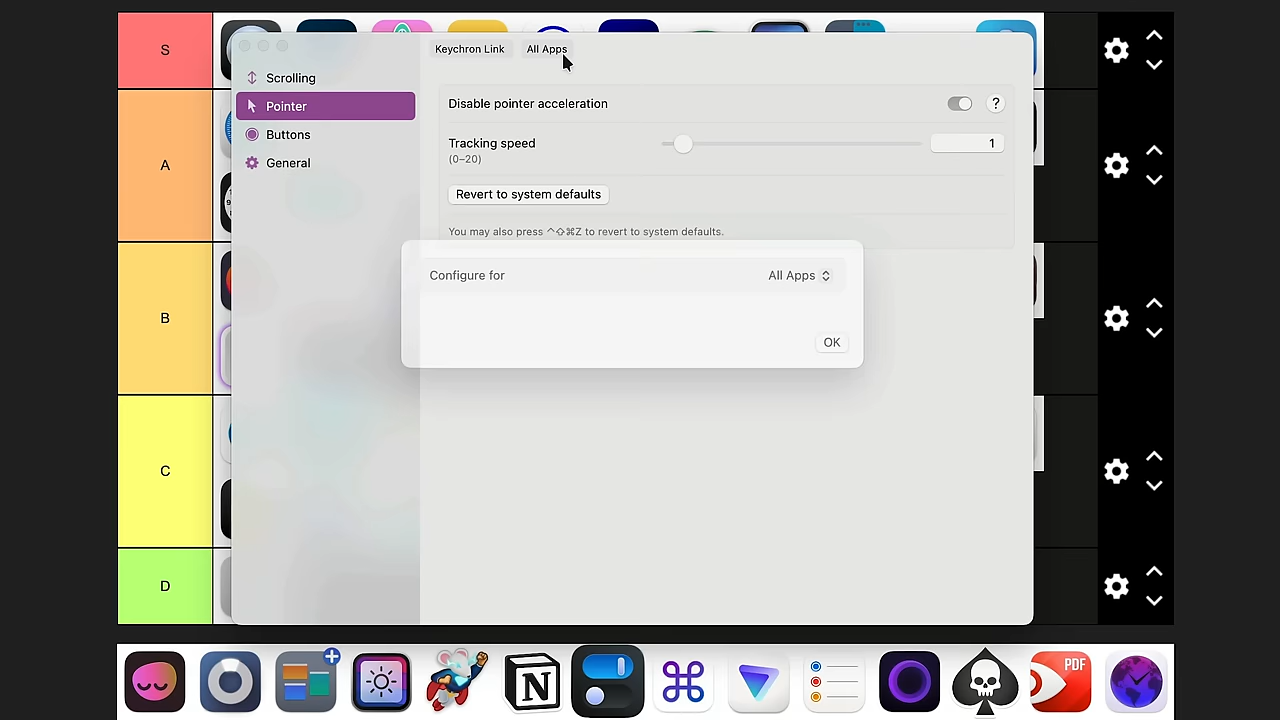 S
A
B
C
D
Keychron Link
All Apps
Scrolling
Pointer
Buttons
General
Disable pointer acceleration
?
Tracking speed
(0–20)
1
Revert to system defaults
You may also press ⌃⇧⌘Z to revert to system defaults.
Configure for
All Apps
OK
N
PDF